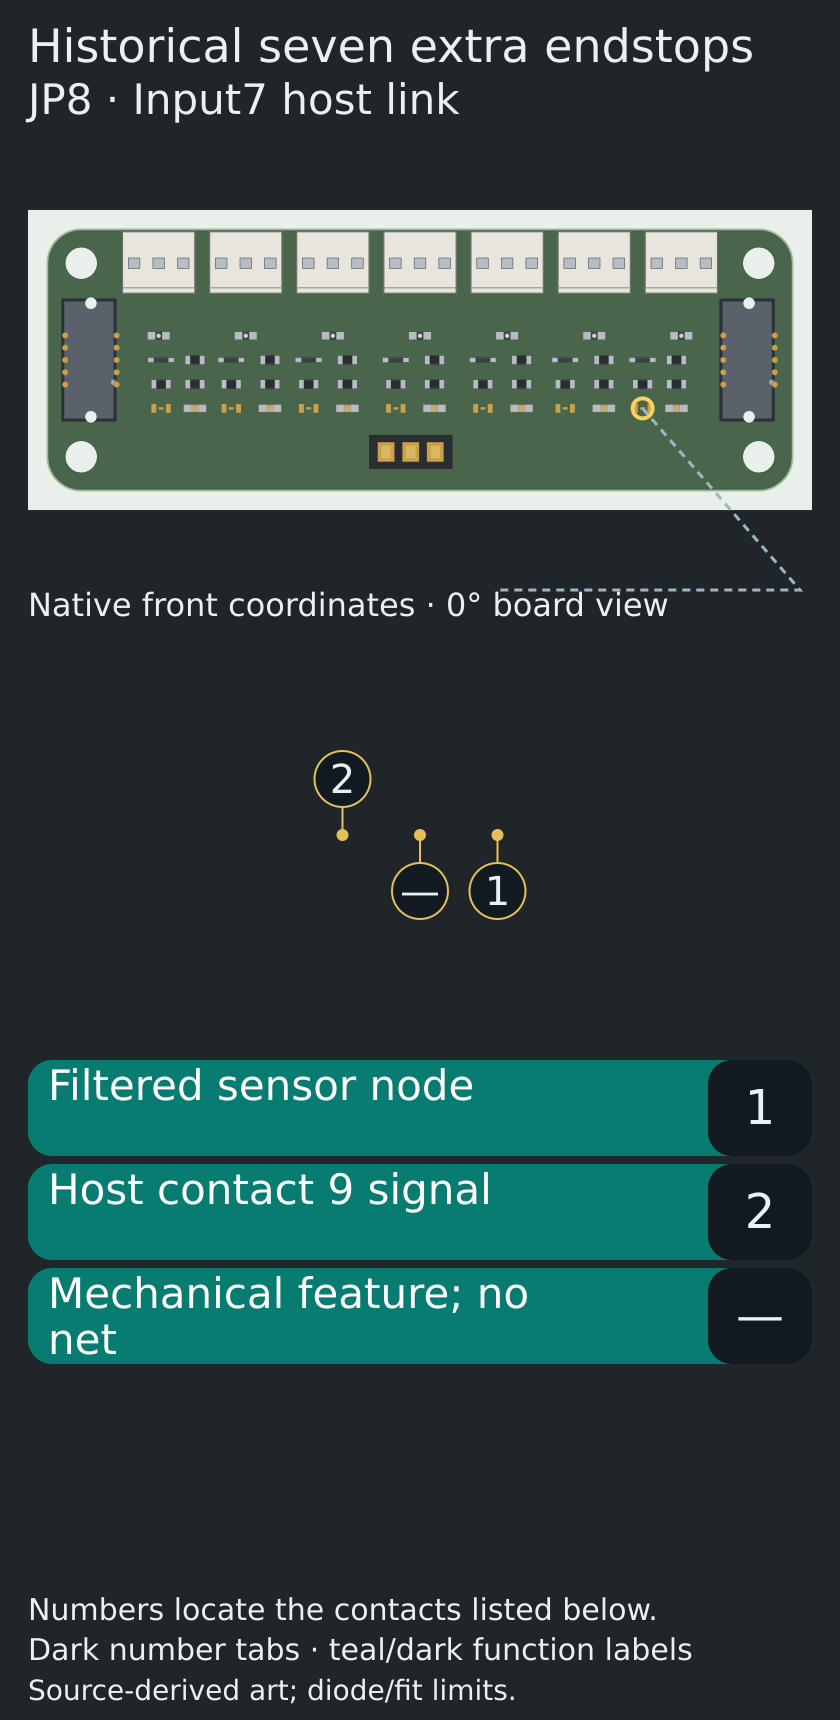 Historical seven extra endstops
JP8 · Input7 host link
Native front coordinates · 0° board view
2
— 1
Filtered sensor node 1
Host contact 9 signal 2
Mechanical feature; no
net
—
Numbers locate the contacts listed below.
Dark number tabs · teal/dark function labels
Source-derived art; diode/fit limits.